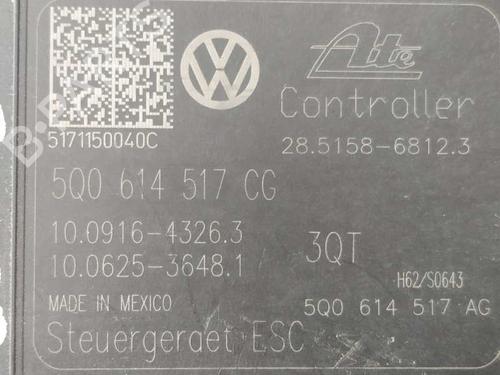 Ate
Controller
5171150040C
28.5158-6812.3
5Q0 614 517 CG
10.0916-4326.3
3QT
10.0625-3648.1
H62/S0643
MADE IN MEXICO
5Q0 614 517 AG
Steuergeraet ESC